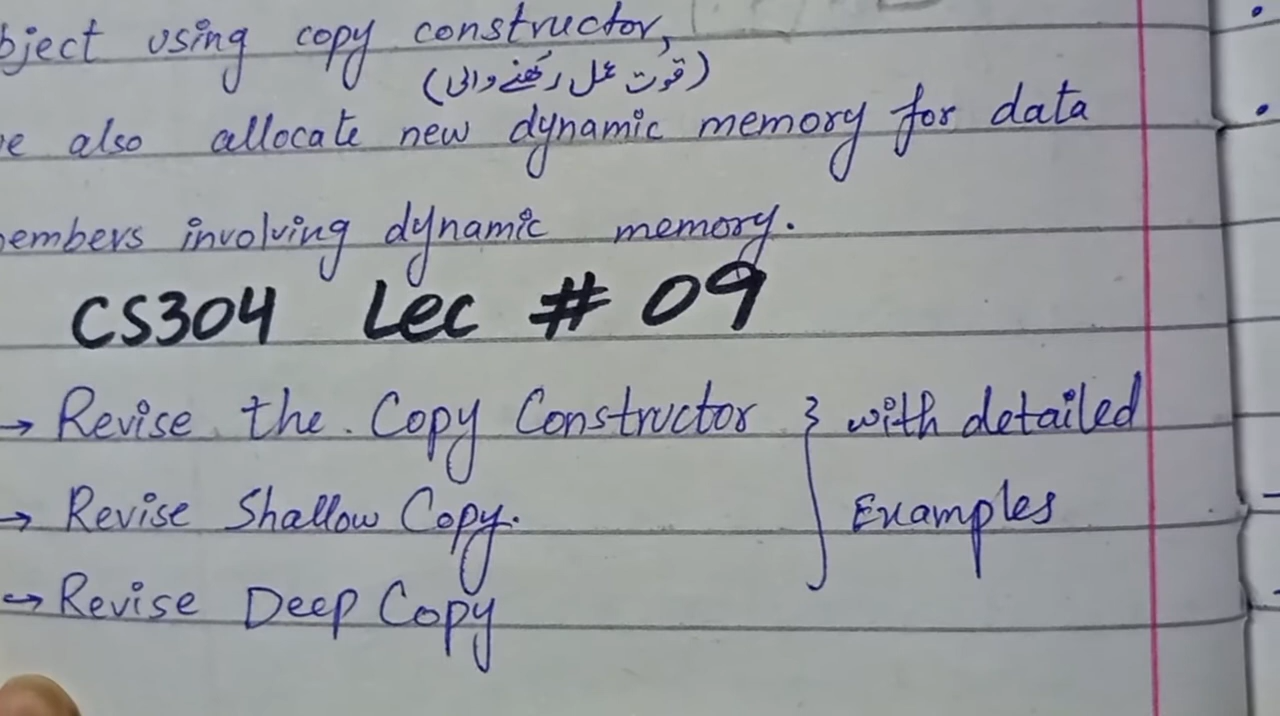 bject using copy constructor,
(قوت عمل رکھنے والی)
e also allocate new dynamic memory for data
embers involving dynamic memory.
CS304 Lec # 09
→ Revise the Copy Constructor } with detailed
→ Revise Shallow Copy. Examples
→ Revise Deep Copy